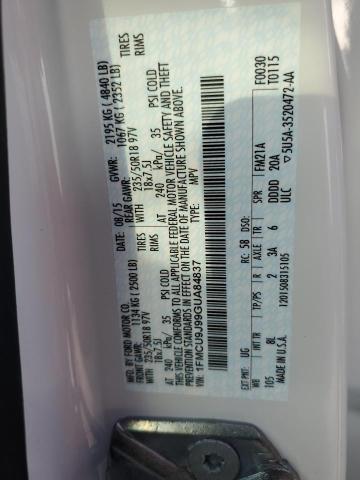 MFD. BY FORD MOTOR CO.
DATE: 08/15 GVWR: 2195 KG ( 4840 LB)
FRONT GAWR: 1134 KG ( 2500 LB) REAR GAWR: 1067 KG ( 2352 LB)
WITH 235/50R18 97V TIRES WITH 235/50R18 97V TIRES
18x7.5J RIMS 18x7.5J RIMS
AT 240 kPa/ 35 PSI COLD AT 240 kPa/ 35 PSI COLD
THIS VEHICLE CONFORMS TO ALL APPLICABLE FEDERAL MOTOR VEHICLE SAFETY AND THEFT
PREVENTION STANDARDS IN EFFECT ON THE DATE OF MANUFACTURE SHOWN ABOVE.
VIN: 1FMCU9J99GUA84837
TYPE: MPV
F0030
T0115
EXT PNT: UG RC: 58 DSO: FM21A
WB INT TR TP/PS R AXLE TR SPR
105 8L 2 3A 6 DDDD 20A
ULC
MADE IN U.S.A. 1201508315105
5U5A-3520472-AA